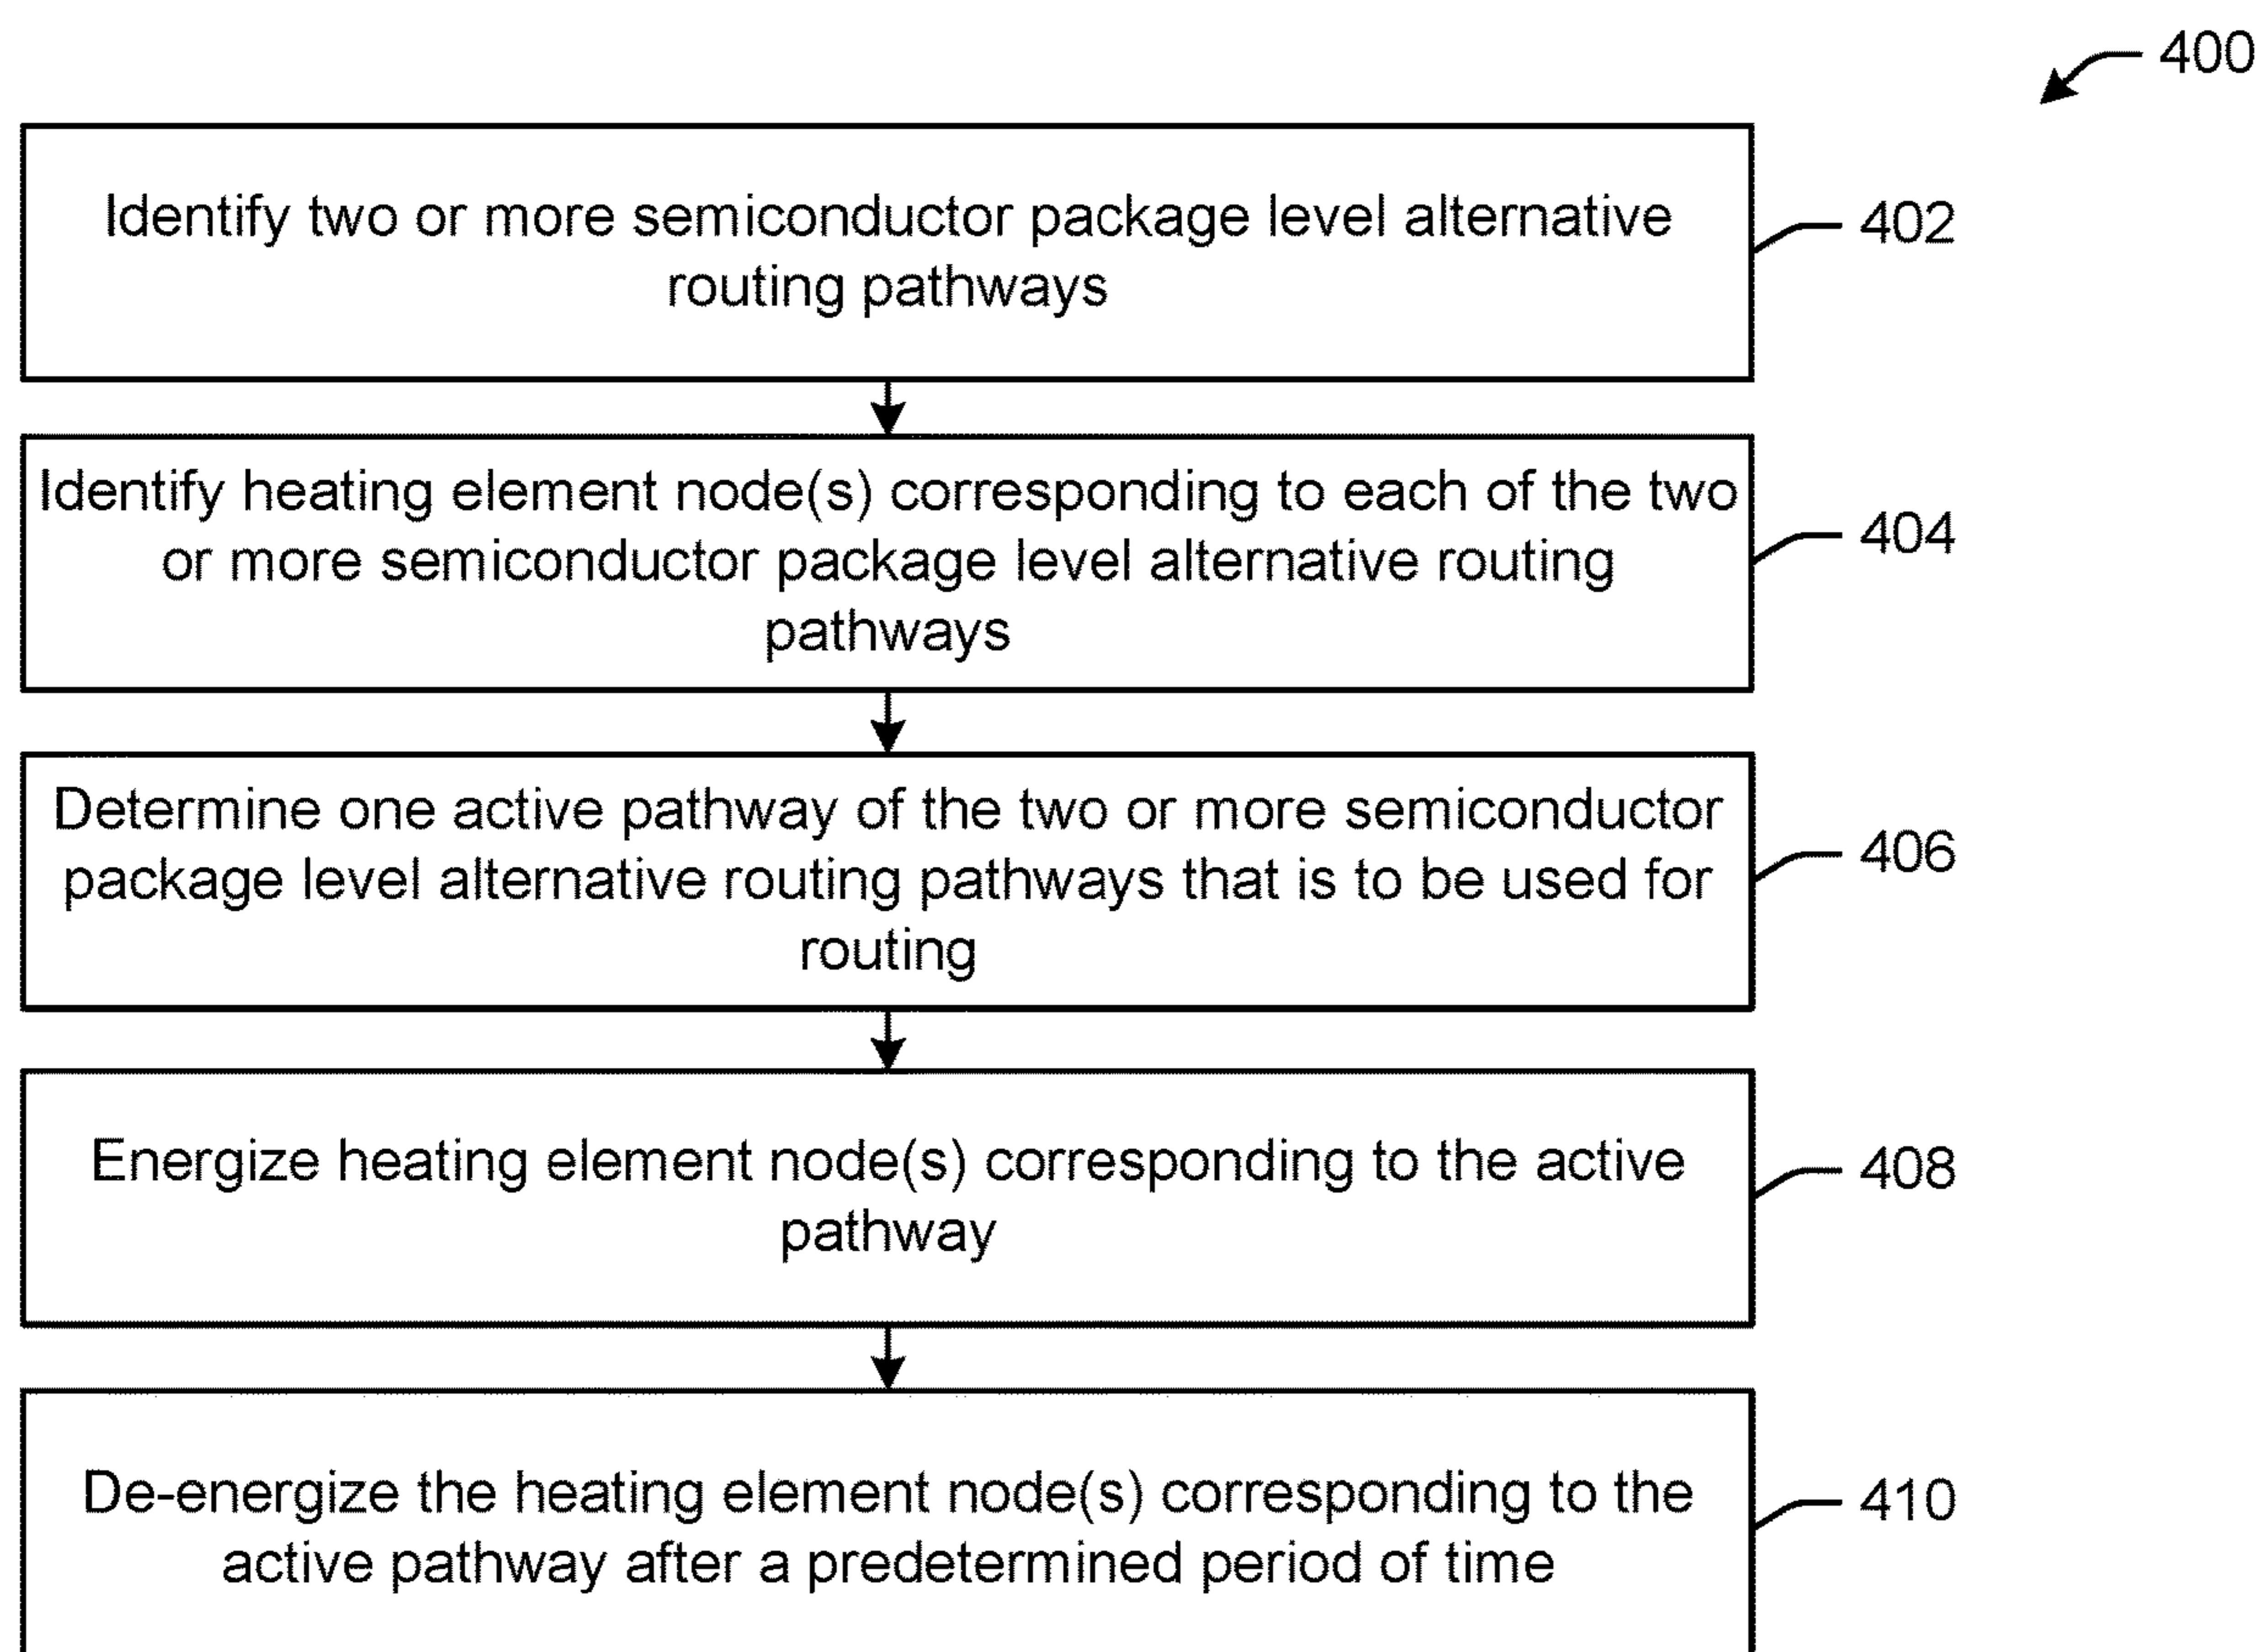 400
Identify two or more semiconductor package level alternative
routing pathways
402
Identify heating element node(s) corresponding to each of the two
or more semiconductor package level alternative routing
pathways
404
Determine one active pathway of the two or more semiconductor
package level alternative routing pathways that is to be used for
routing
406
Energize heating element node(s) corresponding to the active
pathway
408
De-energize the heating element node(s) corresponding to the
active pathway after a predetermined period of time
410